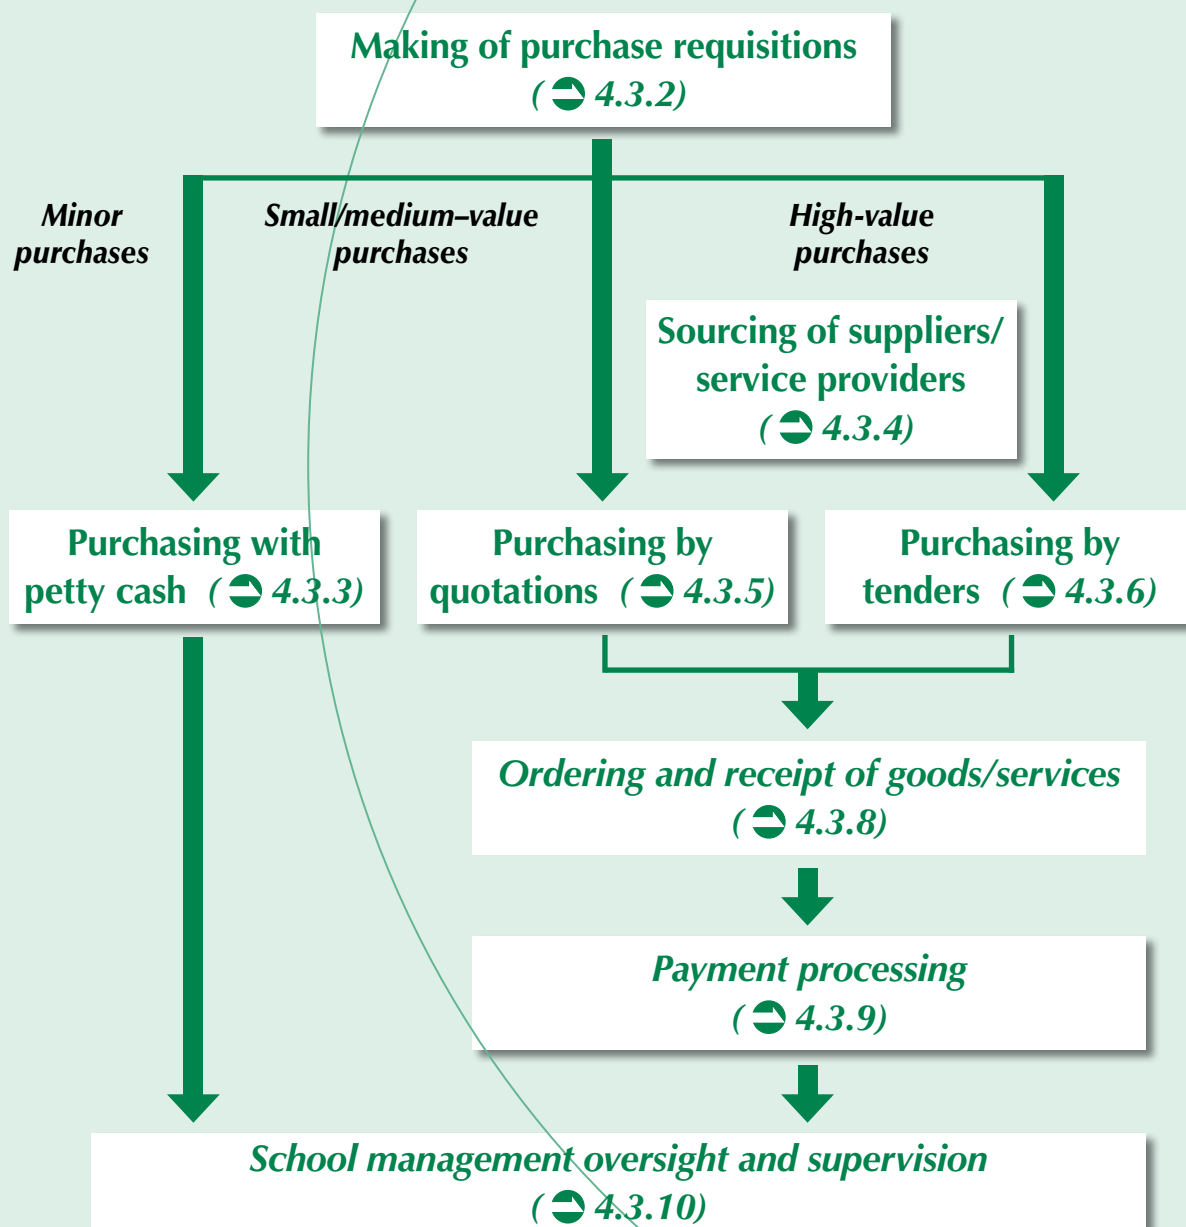 Making of purchase requisitions
( ➲ 4.3.2)
Minor
purchases
Small/medium–value
purchases
High-value
purchases
Sourcing of suppliers/
service providers
( ➲ 4.3.4)
Purchasing with
petty cash ( ➲ 4.3.3)
Purchasing by
quotations ( ➲ 4.3.5)
Purchasing by
tenders ( ➲ 4.3.6)
Ordering and receipt of goods/services
( ➲ 4.3.8)
Payment processing
( ➲ 4.3.9)
School management oversight and supervision
( ➲ 4.3.10)